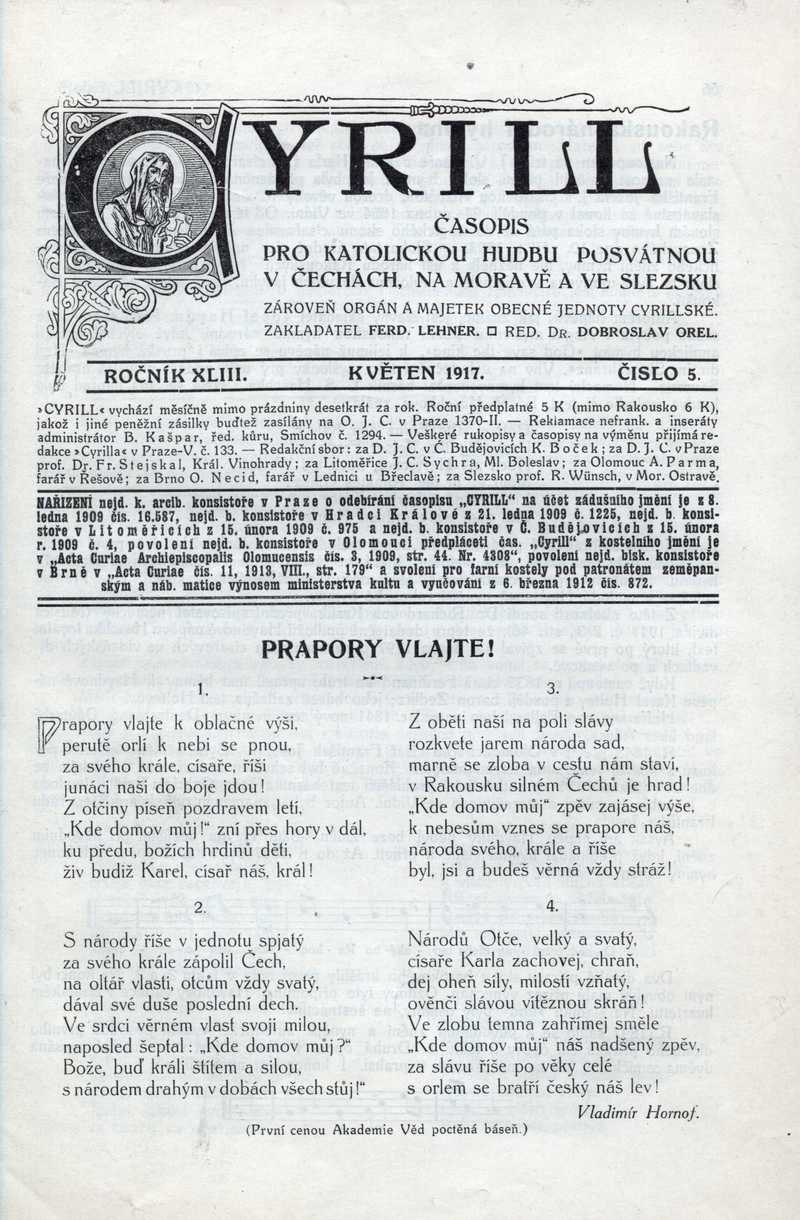 CYRILL
ČASOPIS
PRO KATOLICKOU HUDBU POSVÁTNOU
V ČECHÁCH, NA MORAVĚ A VE SLEZSKU
ZÁROVEŇ ORGÁN A MAJETEK OBECNÉ JEDNOTY CYRILLSKÉ.
ZAKLADATEL FERD. LEHNER. □ RED. DR. DOBROSLAV OREL.
ROČNÍK XLIII. KVĚTEN 1917. ČISLO 5.
»CYRILL« vychází měsíčně mimo prázdniny desetkrát za rok. Roční předplatné 5 K (mimo Rakousko 6 K),
jakož i jiné peněžní zásilky buďtež zasílány na O. J. C. v Praze 1370-II. — Reklamace nefrank. a inseráty
administrátor B. Kašpar, řed. kůru, Smíchov č. 1294. — Veškeré rukopisy a časopisy na výměnu přijímá re-
dakce »Cyrilla« v Praze-V. č. 133. — Redakční sbor: za D. J. C. v Č. Budějovicích K. Boček; za D. J. C. v Praze
prof. Dr. Fr. Stejskal, Král. Vinohrady; za Litoměřice J. C. Sychra, Ml. Boleslav; za Olomouc A. Parma,
farář v Řešově; za Brno O. Necid, farář v Lednici u Břeclavě; za Slezsko prof. R. Wünsch, v Mor. Ostravě.
NAŘIZENÍ nejd. k. arcib. konsistoře v Praze o odebírání časopisu „CYRILL“ na účet zádušního jmění je z 8.
ledna 1909 čís. 16.587, nejd. b. konsistoře v Hradci Králové z 21. ledna 1909 č. 1225, nejd. b. konsi-
stoře v Litoměřicích z 15. února 1909 č. 975 a nejd. b. konsistoře v Č. Budějovicích z 15. února
r. 1909 č. 4, povolení nejd. b. konsistoře v Olomouci předpláceti čas. „Cyrill“ z kostelního jmění je
v „Acta Curiae Archiepiscopalis Olomucensis čís. 3, 1909, str. 44. Nr. 4308“, povolení nejd. bisk. konsistoře
v Brně v „Acta Curiae čís. 11, 1913, VIII., str. 179“ a svolení pro farní kostely pod patronátem zeměpan-
ským a náb. matice výnosem ministerstva kultu a vyučování z 6. března 1912 čís. 872.
PRAPORY VLAJTE!
1.
Prapory vlajte k oblačné výši,
perutě orlí k nebi se pnou,
za svého krále, císaře, říši
junáci naši do boje jdou!
Z otčiny píseň pozdravem letí,
„Kde domov můj!“ zní přes hory v dál,
ku předu, božích hrdinů děti,
živ budiž Karel, císař náš, král!
2.
S národy říše v jednotu spjatý
za svého krále zápolil Čech,
na oltář vlasti, otcům vždy svatý,
dával své duše poslední dech.
Ve srdci věrném vlast svoji milou,
naposled šeptal: „Kde domov můj?“
Bože, buď králi štítem a silou,
s národem drahým v dobách všech stůj!“
3.
Z oběti naší na poli slávy
rozkvete jarem národa sad,
marně se zloba v cestu nám staví,
v Rakousku silném Čechů je hrad!
„Kde domov můj“ zpěv zajásej výše,
k nebesům vznes se prapore náš,
národa svého, krále a říše
byl, jsi a budeš věrná vždy stráž!
4.
Národů Otče, velký a svatý,
císaře Karla zachovej, chraň,
dej oheň síly, milostí vzňatý,
ověnči slávou vítěznou skráň!
Ve zlobu temna zahřímej směle
„Kde domov můj“ náš nadšený zpěv,
za slávu říše po věky celé
s orlem se bratří český náš lev!
Vladimír Hornof.
(První cenou Akademie Věd poctěná báseň.)